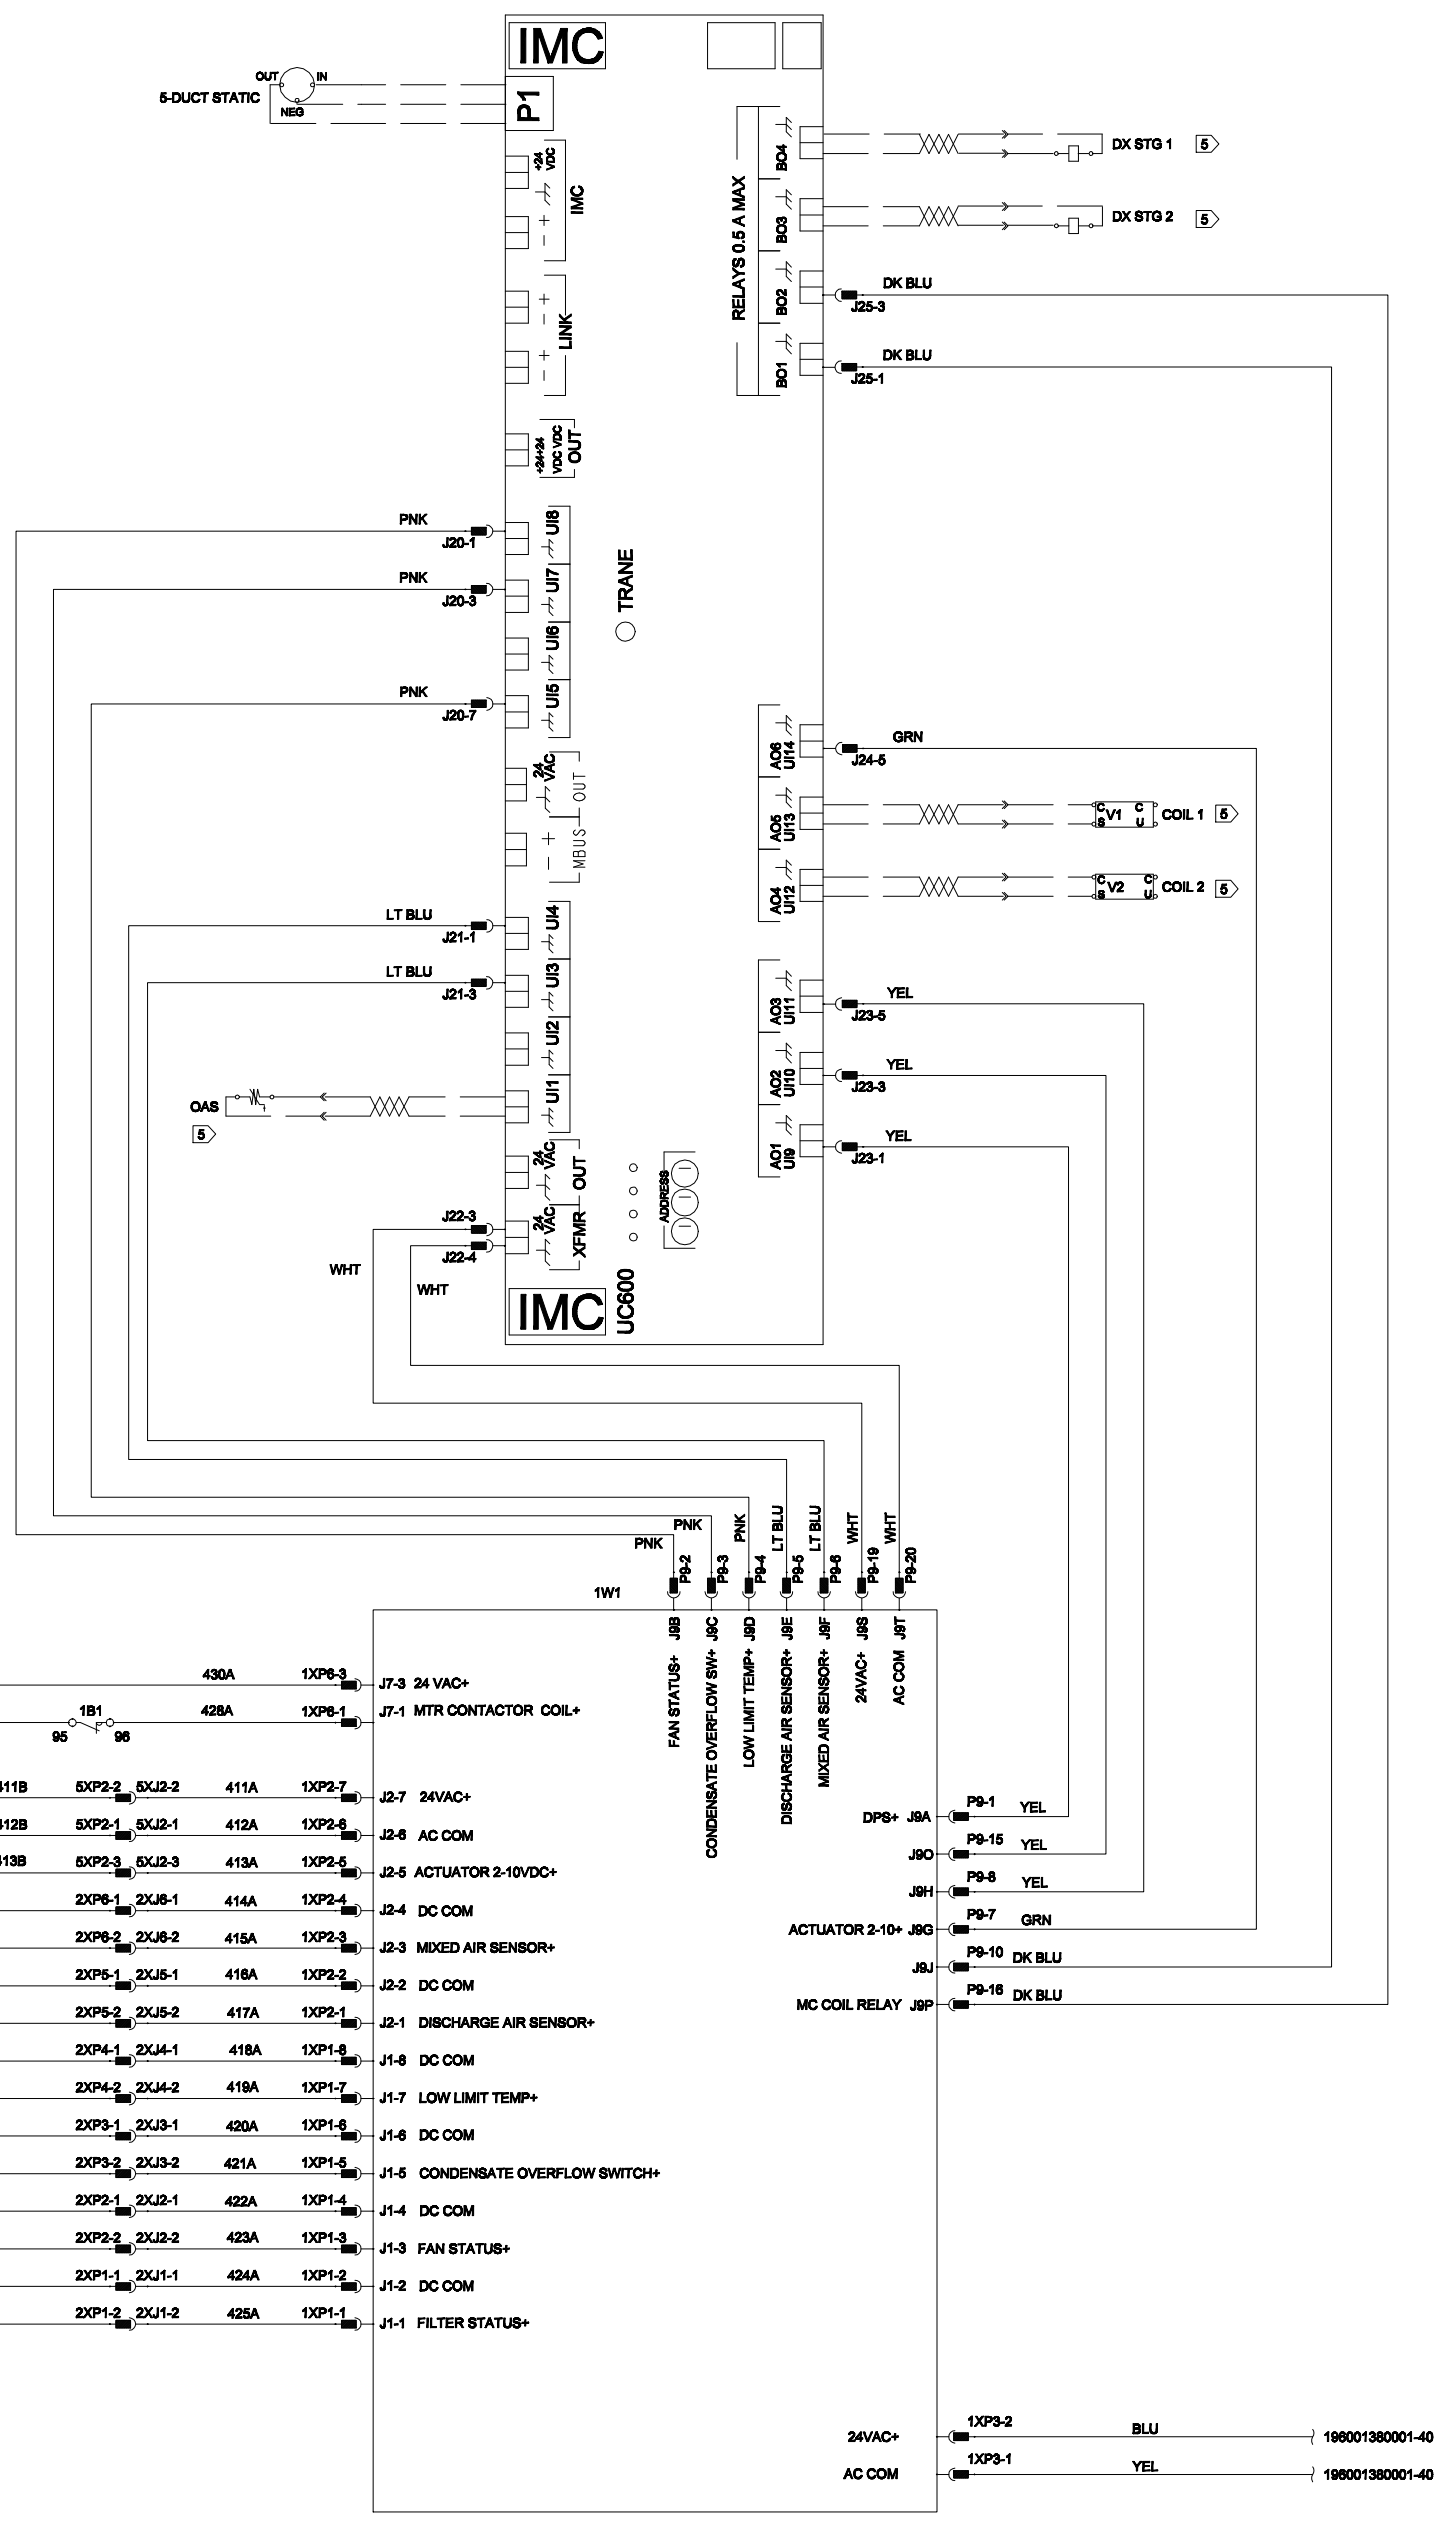 IMC
OUT
IN
5-DUCT STATIC
NEG
P1
+24
VDC
IMC
+
−
LINK
+
−
+
−
+24+24
VDC VDC
OUT
RELAYS 0.5 A MAX
BO4
DX STG 1
5
BO3
DX STG 2
5
BO2
DK BLU
J25-3
BO1
DK BLU
J25-1
PNK
J20-1
UI8
PNK
J20-3
UI7
TRANE
UI6
PNK
J20-7
UI5
24
VAC
OUT
− +
MBUS
AO6
UI14
GRN
J24-5
AO5
UI13
C
S
V1
C
U
COIL 1
5
AO4
UI12
C
S
V2
C
U
COIL 2
5
LT BLU
J21-1
UI4
LT BLU
J21-3
UI3
UI2
UI1
OAS
5
AO3
UI11
YEL
J23-5
AO2
UI10
YEL
J23-3
AO1
UI9
YEL
J23-1
24
VAC
OUT
24
VAC
XFMR
ADDRESS
J22-3
J22-4
WHT
WHT
IMC
UC600
PNK
PNK
PNK
LT BLU
LT BLU
WHT
WHT
P9-2
P9-3
P9-4
P9-5
P9-6
P9-19
P9-20
1W1
FAN STATUS+ J9B
CONDENSATE OVERFLOW SW+ J9C
LOW LIMIT TEMP+ J9D
DISCHARGE AIR SENSOR+ J9E
MIXED AIR SENSOR+ J9F
24VAC+ J9S
AC COM J9T
430A 1XP6-3 J7-3 24 VAC+
95 1B1 96 428A 1XP6-1 J7-1 MTR CONTACTOR COIL+
411B 5XP2-2 5XJ2-2 411A 1XP2-7 J2-7 24VAC+
412B 5XP2-1 5XJ2-1 412A 1XP2-6 J2-6 AC COM
413B 5XP2-3 5XJ2-3 413A 1XP2-5 J2-5 ACTUATOR 2-10VDC+
2XP6-1 2XJ6-1 414A 1XP2-4 J2-4 DC COM
2XP6-2 2XJ6-2 415A 1XP2-3 J2-3 MIXED AIR SENSOR+
2XP5-1 2XJ5-1 416A 1XP2-2 J2-2 DC COM
2XP5-2 2XJ5-2 417A 1XP2-1 J2-1 DISCHARGE AIR SENSOR+
2XP4-1 2XJ4-1 418A 1XP1-8 J1-8 DC COM
2XP4-2 2XJ4-2 419A 1XP1-7 J1-7 LOW LIMIT TEMP+
2XP3-1 2XJ3-1 420A 1XP1-6 J1-6 DC COM
2XP3-2 2XJ3-2 421A 1XP1-5 J1-5 CONDENSATE OVERFLOW SWITCH+
2XP2-1 2XJ2-1 422A 1XP1-4 J1-4 DC COM
2XP2-2 2XJ2-2 423A 1XP1-3 J1-3 FAN STATUS+
2XP1-1 2XJ1-1 424A 1XP1-2 J1-2 DC COM
2XP1-2 2XJ1-2 425A 1XP1-1 J1-1 FILTER STATUS+
DPS+ J9A P9-1 YEL
J9O P9-15 YEL
J9H P9-8 YEL
ACTUATOR 2-10+ J9G P9-7 GRN
J9J P9-10 DK BLU
MC COIL RELAY J9P P9-16 DK BLU
24VAC+ 1XP3-2 BLU 196001380001-40
AC COM 1XP3-1 YEL 196001380001-40